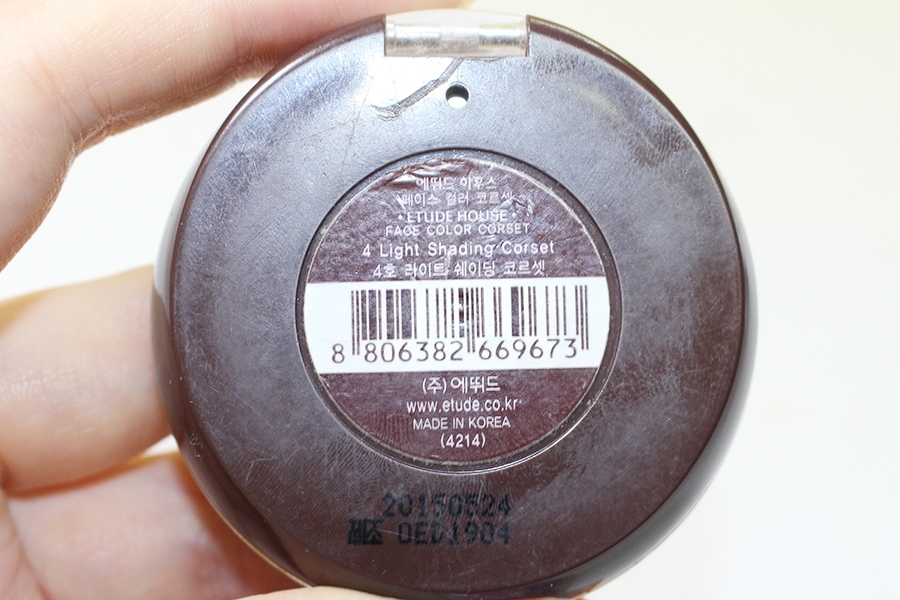 에뛰드 하우스
페이스 컬러 코르셋
• ETUDE HOUSE •
FACE COLOR CORSET
4 Light Shading Corset
4호 라이트 쉐이딩 코르셋
8 806382 669673
(주)에뛰드
www.etude.co.kr
MADE IN KOREA
(4214)
20150524
제조 0ED1904